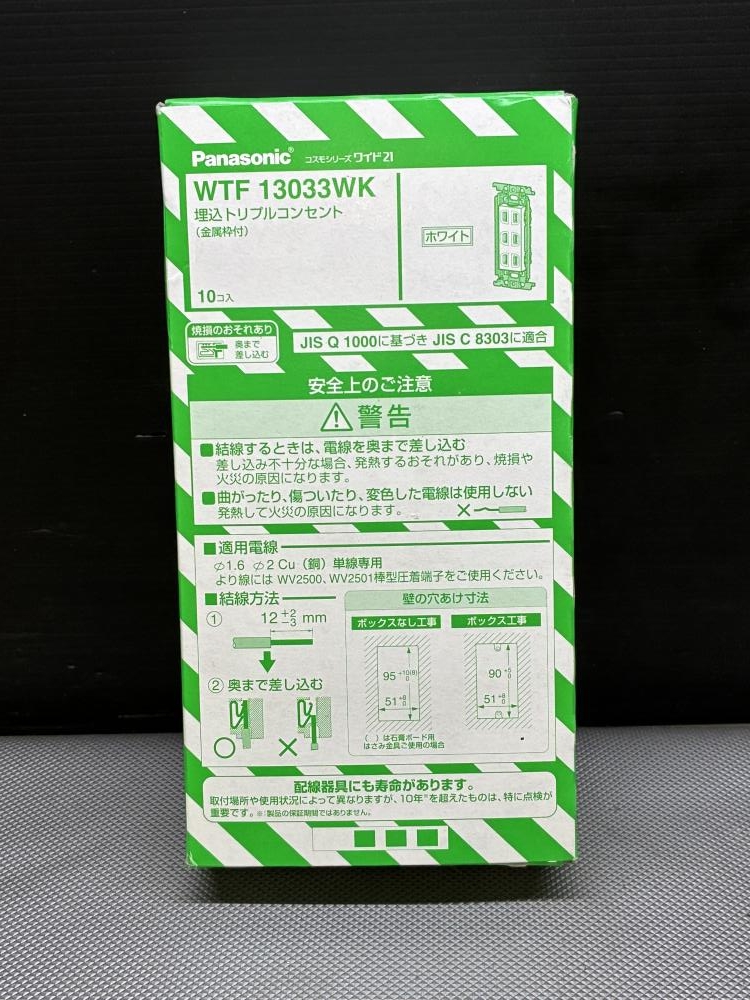 Panasonic® コスモシリーズ ワイド21
WTF 13033WK
埋込トリプルコンセント
(金属枠付)
ホワイト
10コ入
焼損のおそれあり
奥まで
差し込む
JIS Q 1000に基づき JIS C 8303に適合
安全上のご注意
警告
■結線するときは、電線を奥まで差し込む
差し込み不十分な場合、発熱するおそれがあり、焼損や
火災の原因になります。
■曲がったり、傷ついたり、変色した電線は使用しない
発熱して火災の原因になります。
■適用電線
φ1.6 φ2 Cu(銅)単線専用
より線には WV2500、WV2501棒型圧着端子をご使用ください。
■結線方法
① 12 +2 -3 mm
② 奥まで差し込む
壁の穴あけ寸法
ボックスなし工事 ボックス工事
95 +10(9) 0
51 +8 0
90 +5 0
51 +8 0
( )は石膏ボード用
はさみ金具ご使用の場合
配線器具にも寿命があります。
取付場所や使用状況によって異なりますが、10年※を超えたものは、特に点検が
重要です。※:製品の保証期間ではありません。